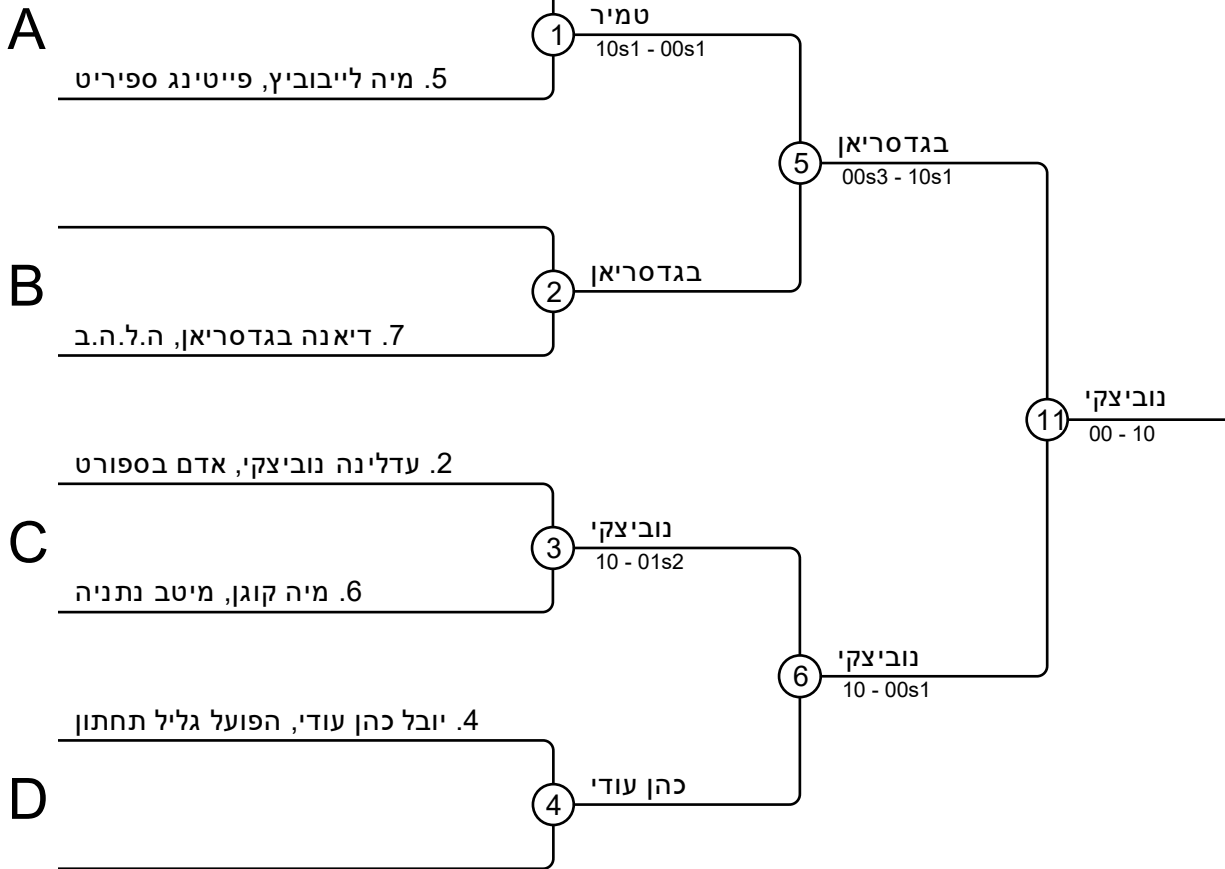 A
1
טמיר
10s1 - 00s1
5. מיה לייבוביץ, פייטינג ספיריט
5
בגדסריאן
00s3 - 10s1
B
2
בגדסריאן
7. דיאנה בגדסריאן, ה.ל.ה.ב
11
נוביצקי
00 - 10
2. עדלינה נוביצקי, אדם בספורט
C
3
נוביצקי
10 - 01s2
6. מיה קוגן, מיטב נתניה
6
נוביצקי
10 - 00s1
4. יובל כהן עודי, הפועל גליל תחתון
D
4
כהן עודי